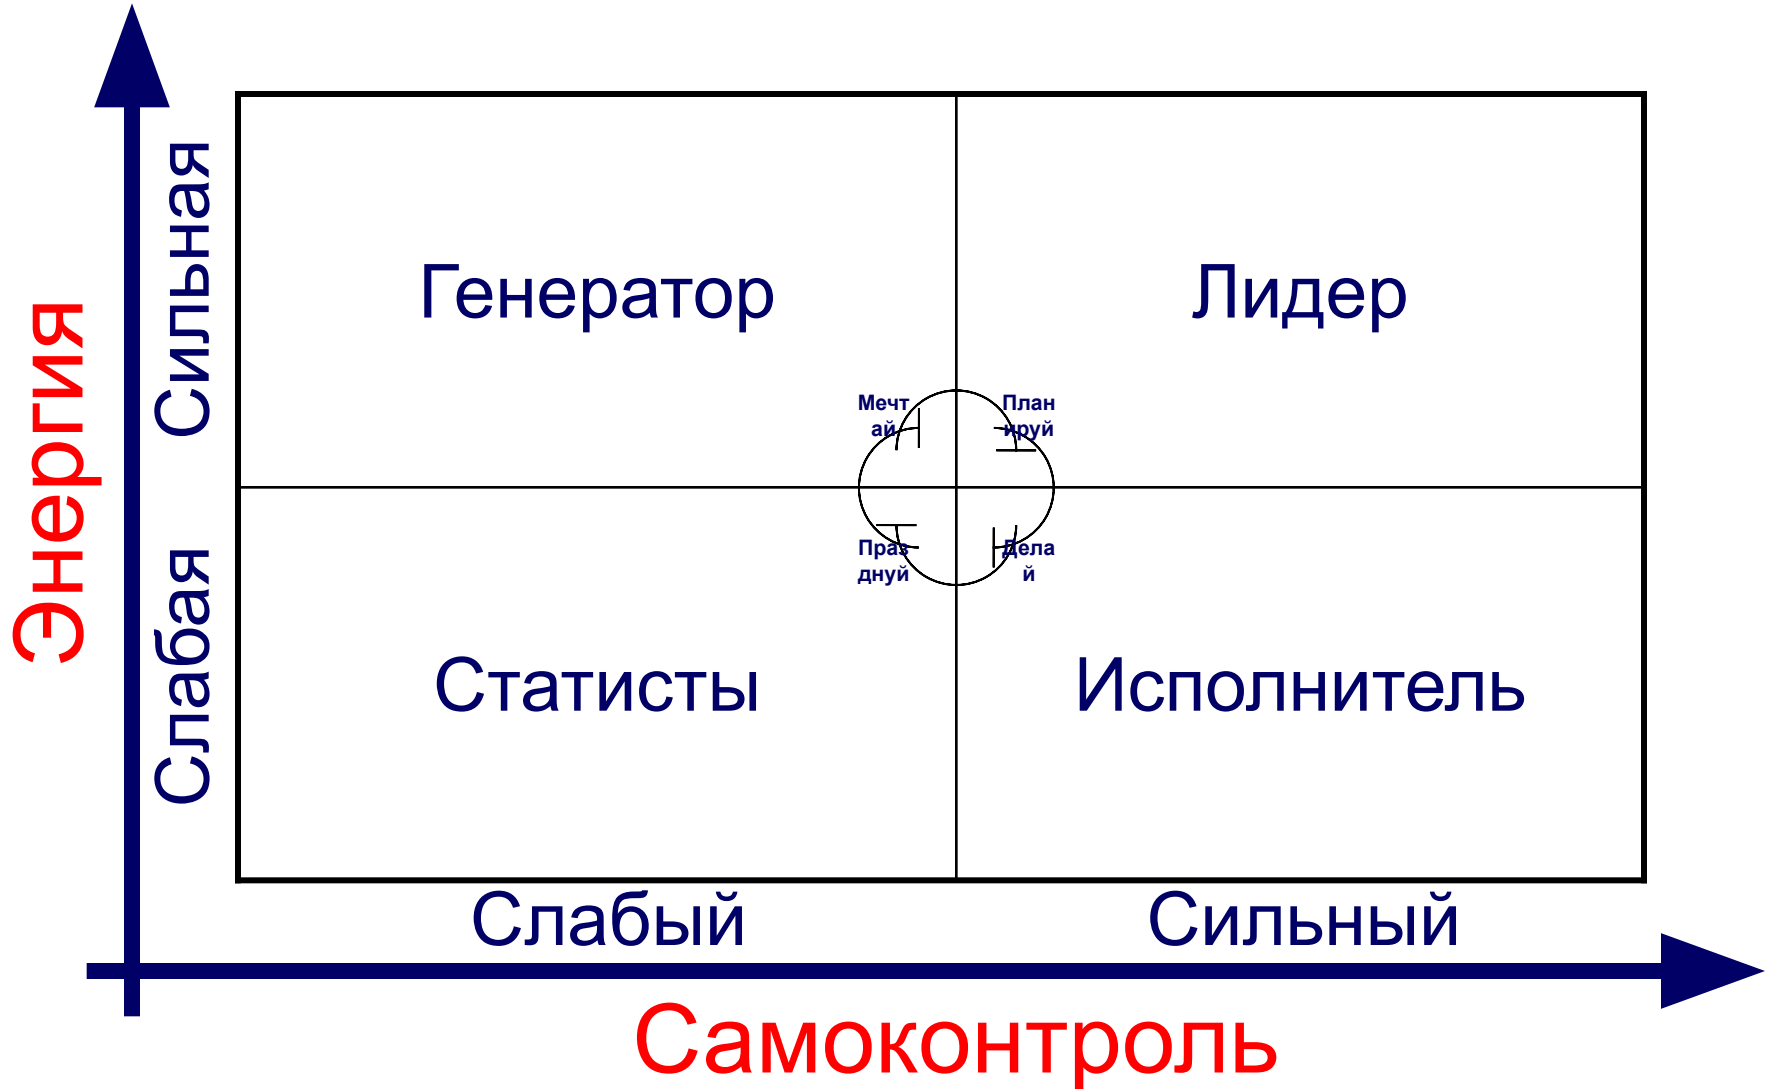 Энергия
Сильная
Слабая
Генератор
Лидер
Мечт
ай
План
ируй
Праз
днуй
Дела
й
Статисты
Исполнитель
Слабый
Сильный
Самоконтроль